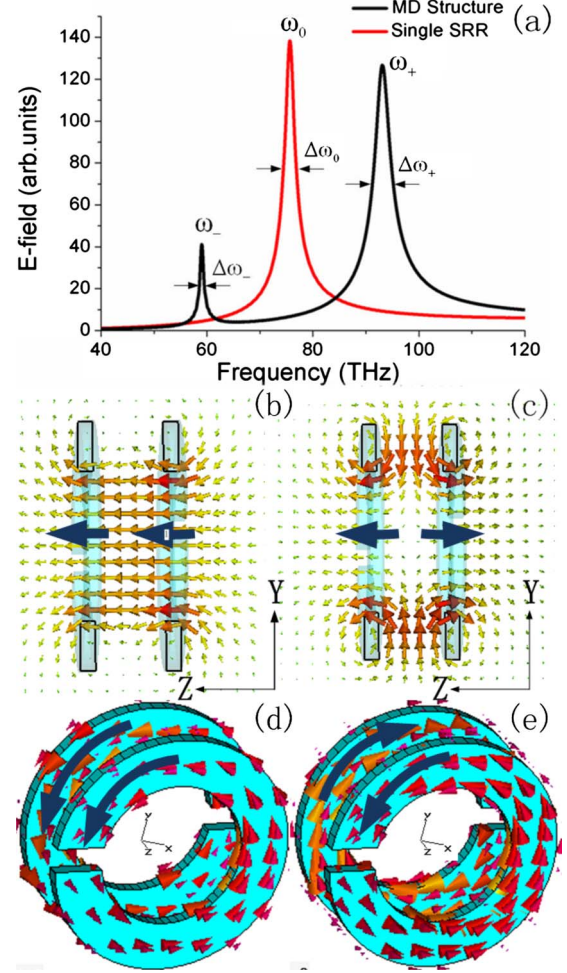 MD Structure
Single SRR
(a)
ω₀
ω₊
ω₋
Δω₀
Δω₊
Δω₋
E-field (arb.units)
140
120
100
80
60
40
20
0
40 60 80 100 120
Frequency (THz)
(b)
(c)
Y
Z
Y
Z
(d)
(e)
y
x
z
y
x
z